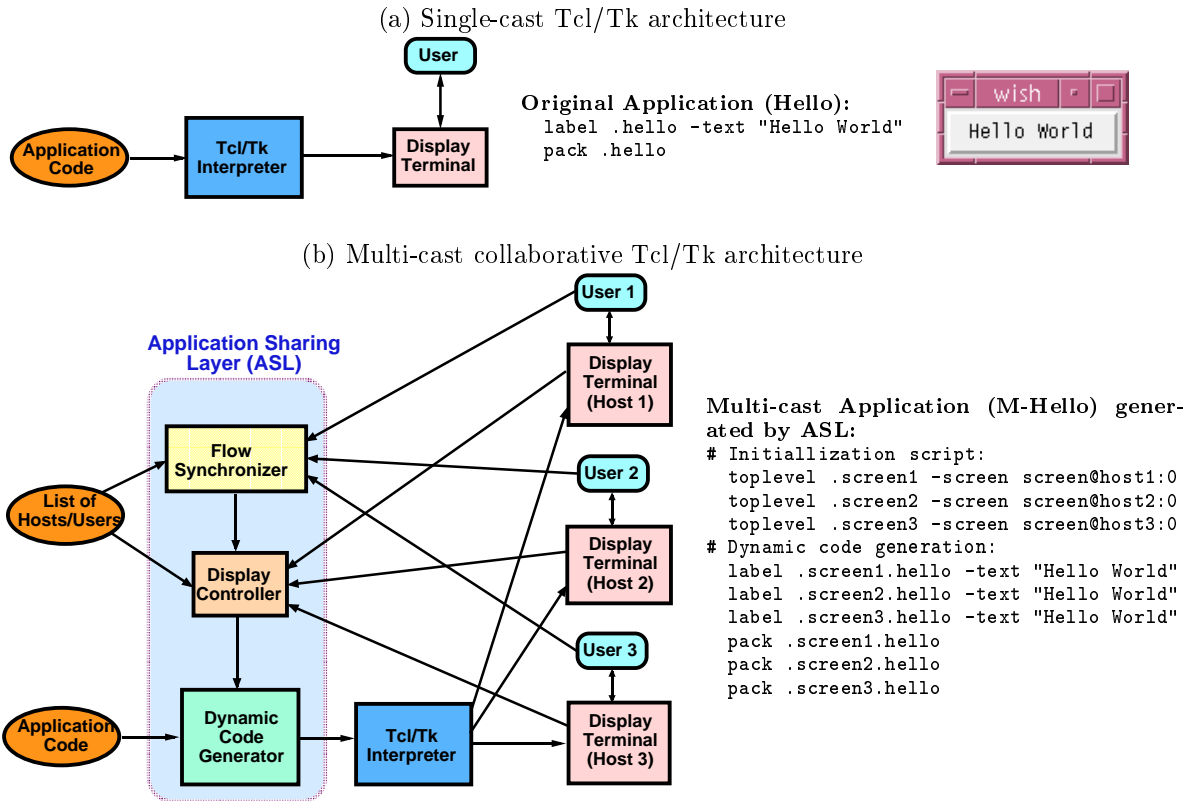 (a) Single-cast Tcl/Tk architecture
User
Application
Code
Tcl/Tk
Interpreter
Display
Terminal
Original Application (Hello):
label .hello -text "Hello World"
pack .hello
wish
Hello World
(b) Multi-cast collaborative Tcl/Tk architecture
Application Sharing
Layer (ASL)
Flow
Synchronizer
List of
Hosts/Users
Display
Controller
Application
Code
Dynamic
Code
Generator
Tcl/Tk
Interpreter
User 1
Display
Terminal
(Host 1)
User 2
Display
Terminal
(Host 2)
User 3
Display
Terminal
(Host 3)
Multi-cast Application (M-Hello) gener-
ated by ASL:
# Initiallization script:
toplevel .screen1 -screen screen@host1:0
toplevel .screen2 -screen screen@host2:0
toplevel .screen3 -screen screen@host3:0
# Dynamic code generation:
label .screen1.hello -text "Hello World"
label .screen2.hello -text "Hello World"
label .screen3.hello -text "Hello World"
pack .screen1.hello
pack .screen2.hello
pack .screen3.hello